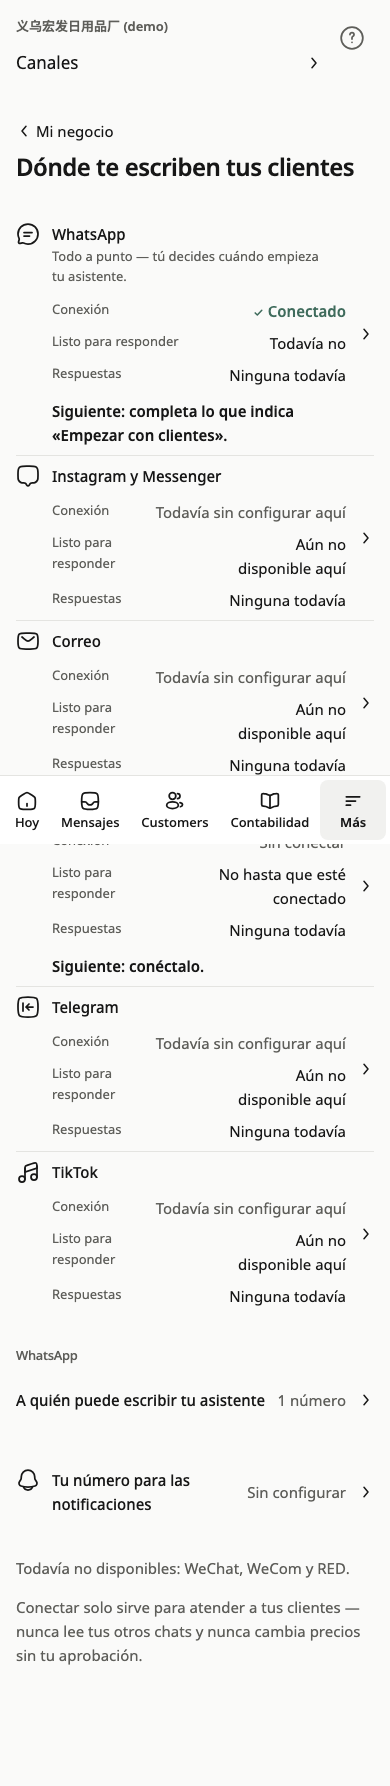 义乌宏发日用品厂 (demo)
Canales
Mi negocio
Dónde te escriben tus clientes
WhatsApp
Todo a punto — tú decides cuándo empieza
tu asistente.
Conexión
Conectado
Listo para responder
Todavía no
Respuestas
Ninguna todavía
Siguiente: completa lo que indica
«Empezar con clientes».
Instagram y Messenger
Conexión
Todavía sin configurar aquí
Listo para
responder
Aún no
disponible aquí
Respuestas
Ninguna todavía
Correo
Conexión
Todavía sin configurar aquí
Listo para
responder
Aún no
disponible aquí
Respuestas
Ninguna todavía
Hoy
Mensajes
Customers
Contabilidad
Más
Sin conectar
Listo para
responder
No hasta que esté
conectado
Respuestas
Ninguna todavía
Siguiente: conéctalo.
Telegram
Conexión
Todavía sin configurar aquí
Listo para
responder
Aún no
disponible aquí
Respuestas
Ninguna todavía
TikTok
Conexión
Todavía sin configurar aquí
Listo para
responder
Aún no
disponible aquí
Respuestas
Ninguna todavía
WhatsApp
A quién puede escribir tu asistente
1 número
Tu número para las
notificaciones
Sin configurar
Todavía no disponibles: WeChat, WeCom y RED.
Conectar solo sirve para atender a tus clientes —
nunca lee tus otros chats y nunca cambia precios
sin tu aprobación.